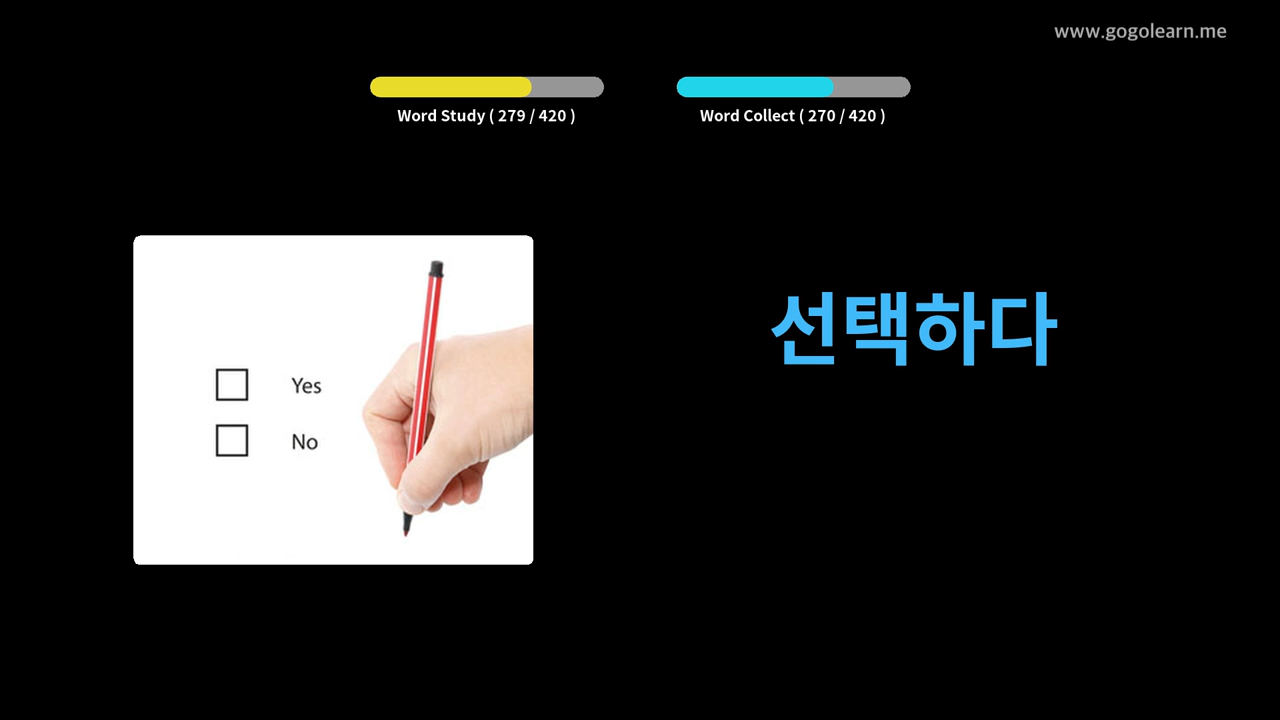 www.gogolearn.me
Word Study ( 279 / 420 )
Word Collect ( 270 / 420 )
선택하다
Yes
No